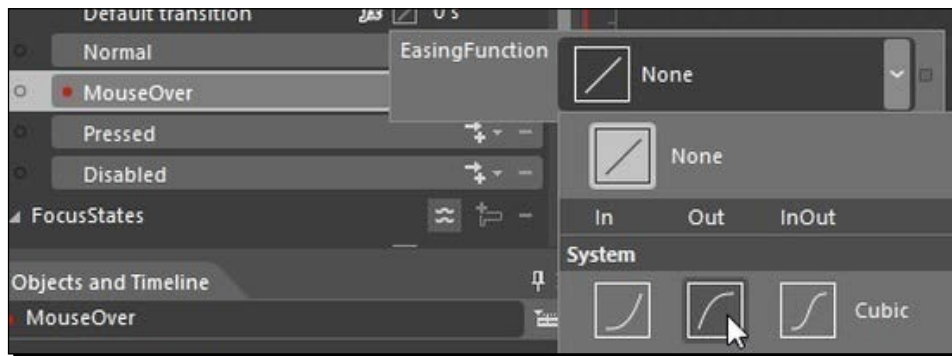 Default transition 0 s
Normal
MouseOver
Pressed
Disabled
FocusStates
Objects and Timeline
MouseOver
EasingFunction
None
None
In Out InOut
System
Cubic